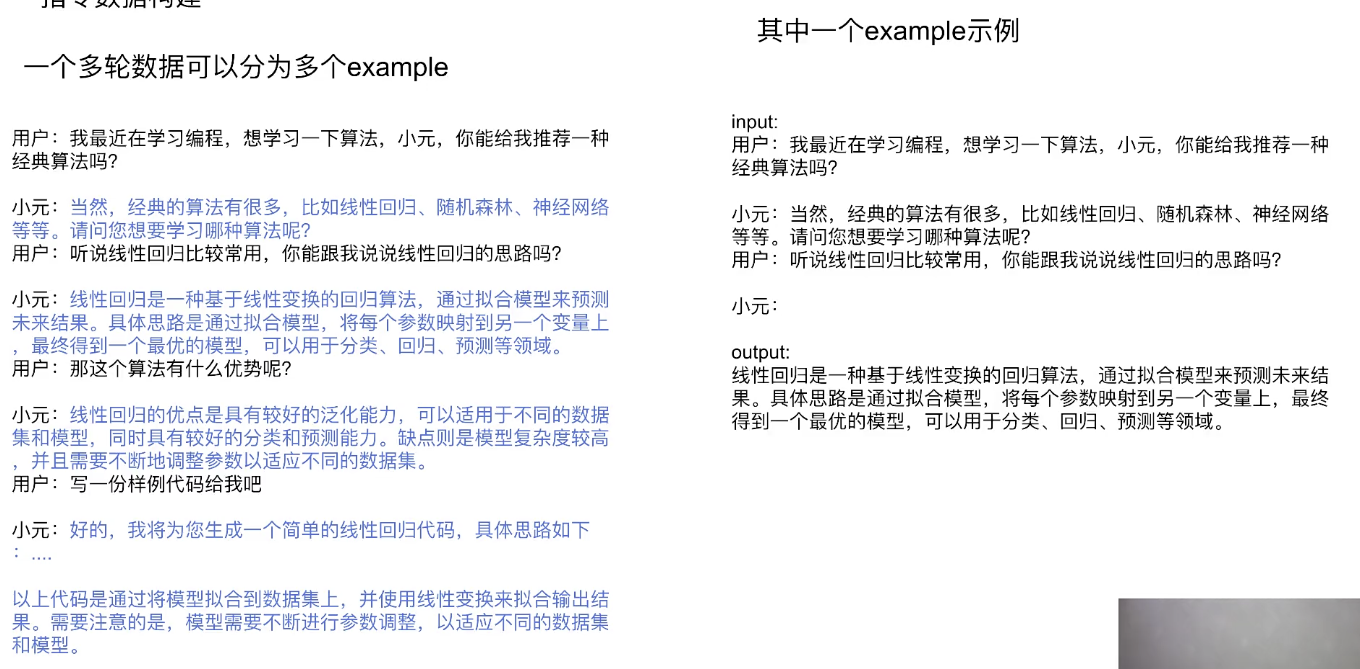 指令数据构建
一个多轮数据可以分为多个example
用户：我最近在学习编程，想学习一下算法，小元，你能给我推荐一种
经典算法吗?
小元：当然，经典的算法有很多，比如线性回归、随机森林、神经网络
等等。请问您想要学习哪种算法呢?
用户：听说线性回归比较常用，你能跟我说说线性回归的思路吗?
小元：线性回归是一种基于线性变换的回归算法，通过拟合模型来预测
未来结果。具体思路是通过拟合模型，将每个参数映射到另一个变量上
，最终得到一个最优的模型，可以用于分类、回归、预测等领域。
用户：那这个算法有什么优势呢?
小元：线性回归的优点是具有较好的泛化能力，可以适用于不同的数据
集和模型，同时具有较好的分类和预测能力。缺点则是模型复杂度较高
，并且需要不断地调整参数以适应不同的数据集。
用户：写一份样例代码给我吧
小元：好的，我将为您生成一个简单的线性回归代码，具体思路如下
：....
以上代码是通过将模型拟合到数据集上，并使用线性变换来拟合输出结
果。需要注意的是，模型需要不断进行参数调整，以适应不同的数据集
和模型。
其中一个example示例
input:
用户：我最近在学习编程，想学习一下算法，小元，你能给我推荐一种
经典算法吗?
小元：当然，经典的算法有很多，比如线性回归、随机森林、神经网络
等等。请问您想要学习哪种算法呢?
用户：听说线性回归比较常用，你能跟我说说线性回归的思路吗?
小元：
output:
线性回归是一种基于线性变换的回归算法，通过拟合模型来预测未来结
果。具体思路是通过拟合模型，将每个参数映射到另一个变量上，最终
得到一个最优的模型，可以用于分类、回归、预测等领域。